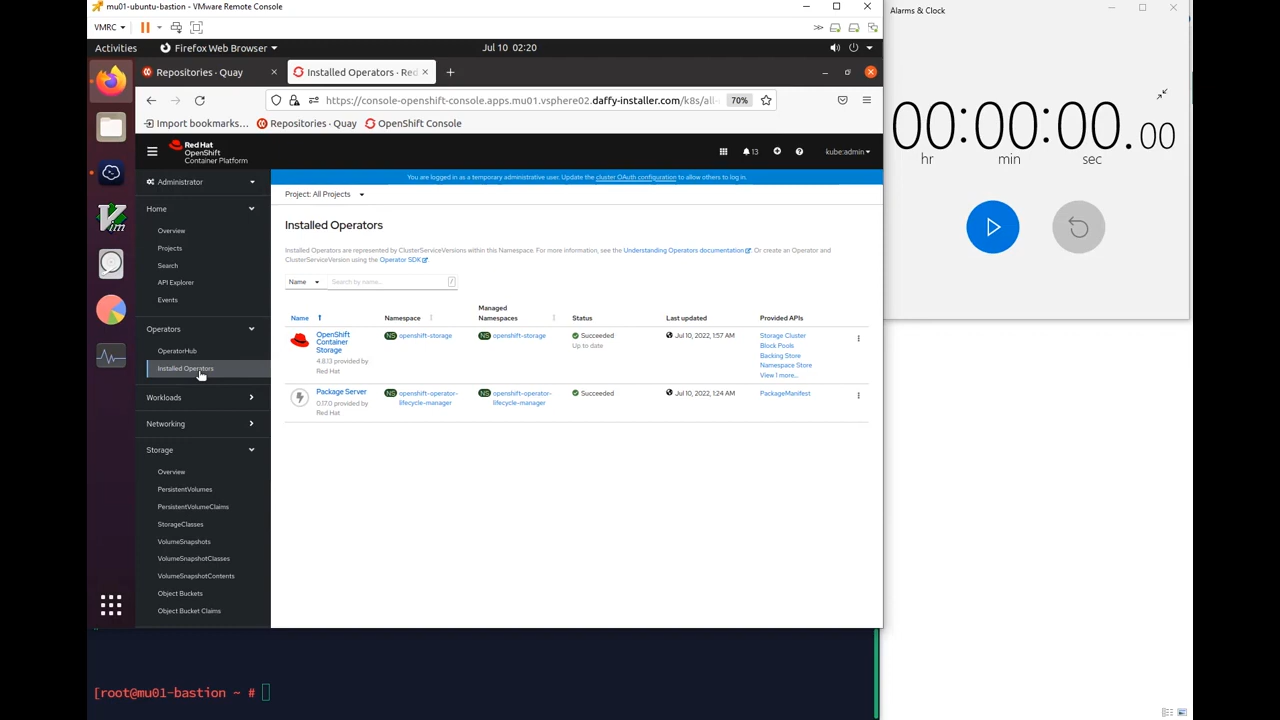 mu01-ubuntu-bastion - VMware Remote Console
VMRC
Activities
Firefox Web Browser
Jul 10 02:20
Repositories · Quay
Installed Operators · Red
https://console-openshift-console.apps.mu01.vsphere02.daffy-installer.com/k8s/all-
70%
Import bookmarks...
Repositories · Quay
OpenShift Console
Red Hat
OpenShift
Container Platform
13
kube:admin
You are logged in as a temporary administrative user. Update the cluster OAuth configuration to allow others to log in.
Administrator
Home
Overview
Projects
Search
API Explorer
Events
Operators
OperatorHub
Installed Operators
Workloads
Networking
Storage
Overview
PersistentVolumes
PersistentVolumeClaims
StorageClasses
VolumeSnapshots
VolumeSnapshotClasses
VolumeSnapshotContents
Object Buckets
Object Bucket Claims
Project: All Projects
Installed Operators
Installed Operators are represented by ClusterServiceVersions within this Namespace. For more information, see the Understanding Operators documentation. Or create an Operator and
ClusterServiceVersion using the Operator SDK.
Name
Search by name...
/
Name
Namespace
Managed
Namespaces
Status
Last updated
Provided APIs
OpenShift
Container
Storage
4.8.13 provided by
Red Hat
NS openshift-storage
NS openshift-storage
Succeeded
Up to date
Jul 10, 2022, 1:57 AM
Storage Cluster
Block Pools
Backing Store
Namespace Store
View 1 more...
Package Server
0.17.0 provided by
Red Hat
NS openshift-operator-
lifecycle-manager
NS openshift-operator-
lifecycle-manager
Succeeded
Jul 10, 2022, 1:24 AM
PackageManifest
[root@mu01-bastion ~ #
Alarms & Clock
00:00:00.00
hr
min
sec